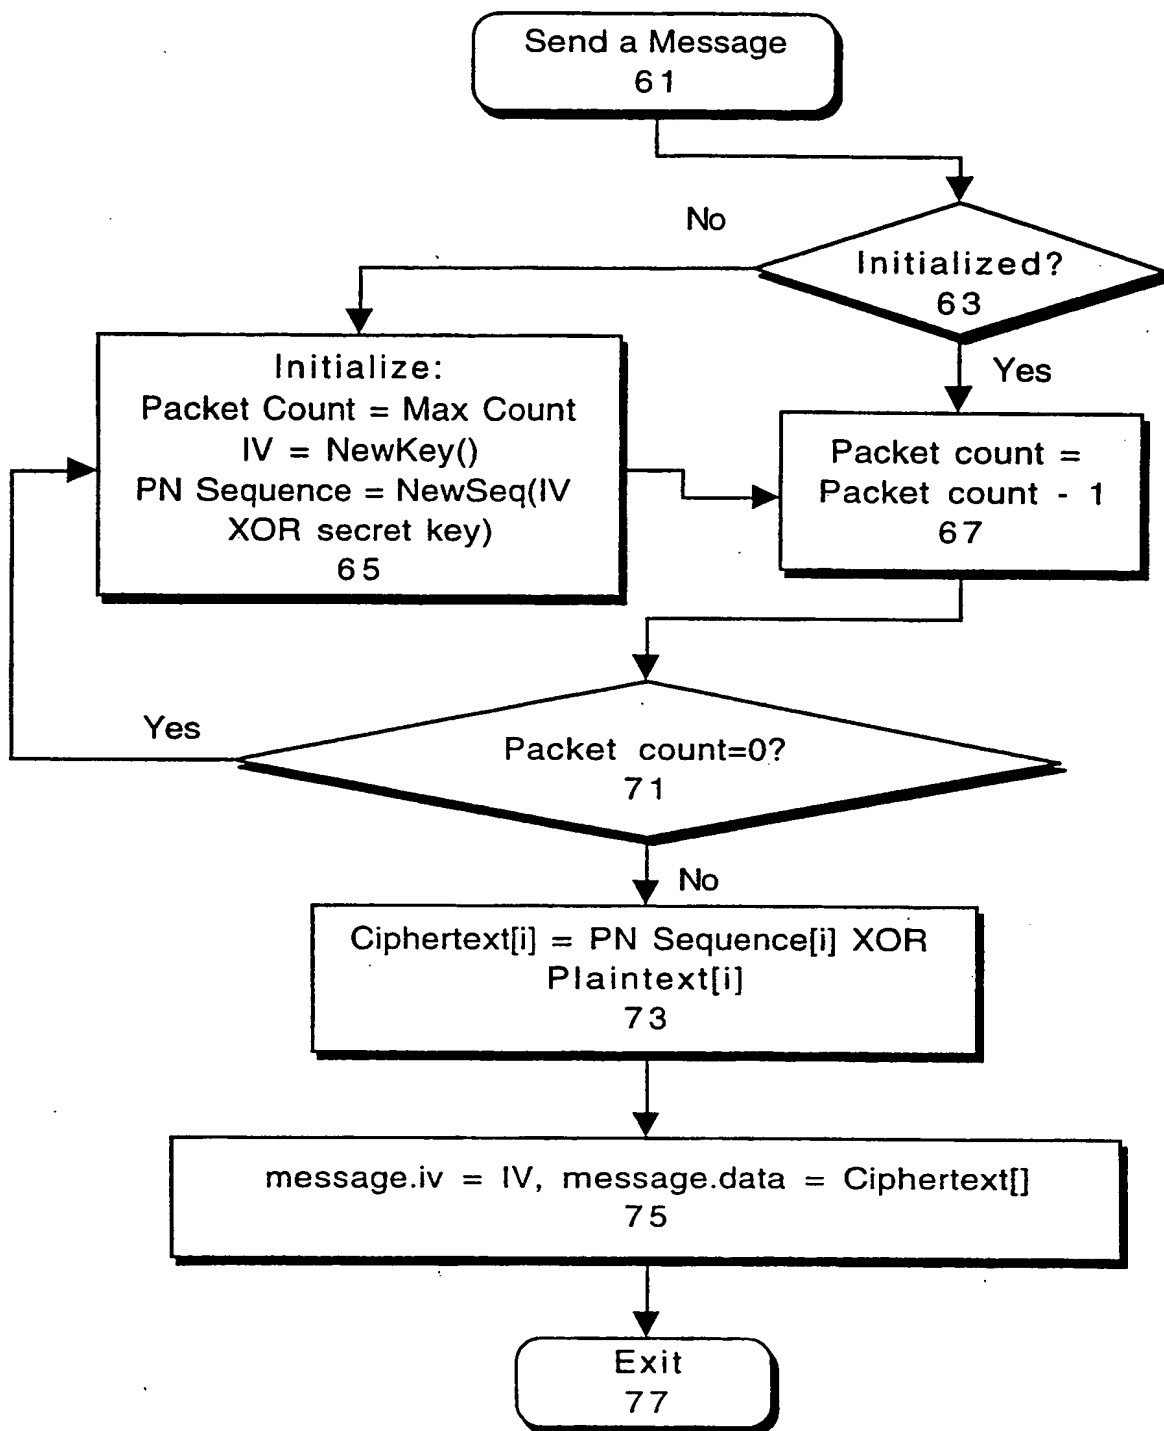 Send a Message
61
No
Initialized?
63
Yes
Initialize:
Packet Count = Max Count
IV = NewKey()
PN Sequence = NewSeq(IV
XOR secret key)
65
Packet count =
Packet count - 1
67
Yes
Packet count=0?
71
No
Ciphertext[i] = PN Sequence[i] XOR
Plaintext[i]
73
message.iv = IV, message.data = Ciphertext[]
75
Exit
77